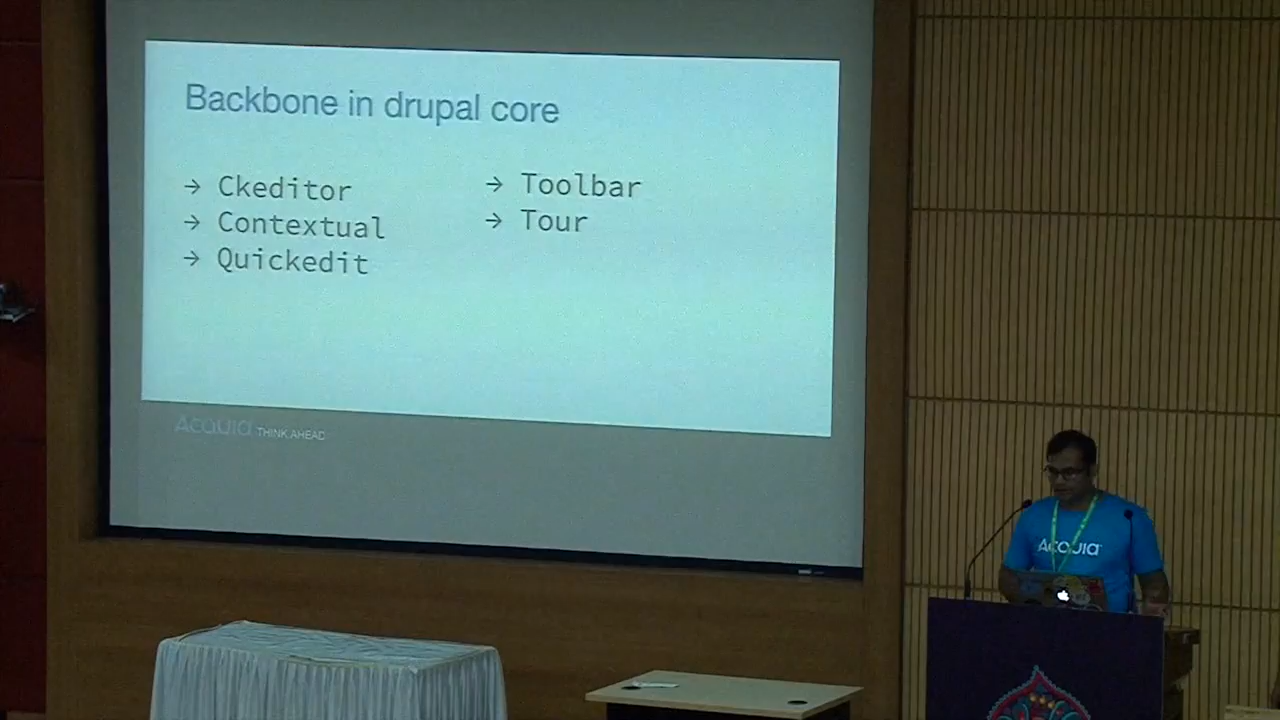 Backbone in drupal core
→ Ckeditor
→ Contextual
→ Quickedit
→ Toolbar
→ Tour
Acquia THINK AHEAD
Acquia